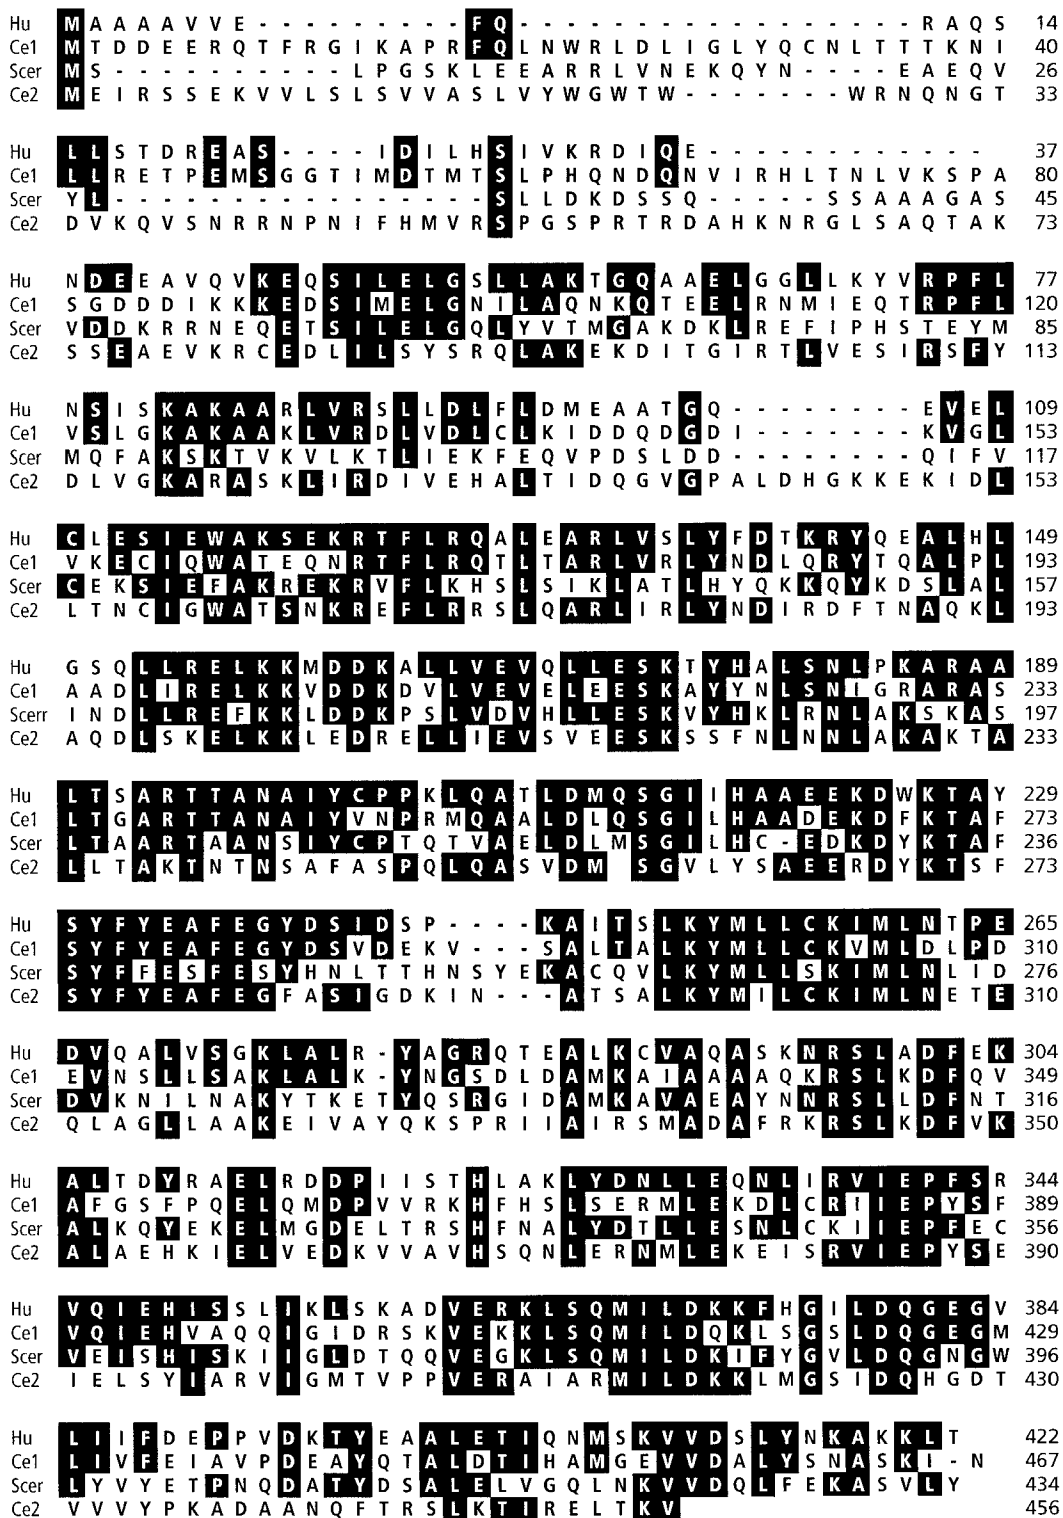 Hu M A A A A V V E - - - - - - - - - F Q - - - - - - - - - - - - - - - - - R A Q S 14
Ce1 M T D D E E R Q T F R G I K A P R F Q L N W R L D L I G L Y Q C N L T T T K N I 40
Scer M S - - - - - - - - - - L P G S K L E E A R R L V N E K Q Y N - - - - E A E Q V 26
Ce2 M E I R S S E K V V L S L S V V A S L V Y W G W T W - - - - - - - W R N Q N G T 33
Hu L L S T D R E A S - - - - I D I L H S I V K R D I Q E - - - - - - - - - - - - - 37
Ce1 L L R E T P E M S G G T I M D T M T S L P H Q N D Q N V I R H L T N L V K S P A 80
Scer Y L - - - - - - - - - - - - - - - - S L L D K D S S Q - - - - - S S A A A G A S 45
Ce2 D V K Q V S N R R N P N I F H M V R S P G S P R T R D A H K N R G L S A Q T A K 73
Hu N D E E A V Q V K E Q S I L E L G S L L A K T G Q A A E L G G L L K Y V R P F L 77
Ce1 S G D D D I K K K E D S I M E L G N I L A Q N K Q T E E L R N M I E Q T R P F L 120
Scer V D D K R R N E Q E T S I L E L G Q L Y V T M G A K D K L R E F I P H S T E Y M 85
Ce2 S S E A E V K R C E D L I L S Y S R Q L A K E K D I T G I R T L V E S I R S F Y 113
Hu N S I S K A K A A R L V R S L L D L F L D M E A A T G Q - - - - - - - - E V E L 109
Ce1 V S L G K A K A A K L V R D L V D L C L K I D D Q D G D I - - - - - - - K V G L 153
Scer M Q F A K S K T V K V L K T L I E K F E Q V P D S L D D - - - - - - - - Q I F V 117
Ce2 D L V G K A R A S K L I R D I V E H A L T I D Q G V G P A L D H G K K E K I D L 153
Hu C L E S I E W A K S E K R T F L R Q A L E A R L V S L Y F D T K R Y Q E A L H L 149
Ce1 V K E C I Q W A T E Q N R T F L R Q T L T A R L V R L Y N D L Q R Y T Q A L P L 193
Scer C E K S I E F A K R E K R V F L K H S L S I K L A T L H Y Q K K Q Y K D S L A L 157
Ce2 L T N C I G W A T S N K R E F L R R S L Q A R L I R L Y N D I R D F T N A Q K L 193
Hu G S Q L L R E L K K M D D K A L L V E V Q L L E S K T Y H A L S N L P K A R A A 189
Ce1 A A D L I R E L K K V D D K D V L V E V E L E E S K A Y Y N L S N I G R A R A S 233
Scerr I N D L L R E F K K L D D K P S L V D V H L L E S K V Y H K L R N L A K S K A S 197
Ce2 A Q D L S K E L K K L E D R E L L I E V S V E E S K S S F N L N N L A K A K T A 233
Hu L T S A R T T A N A I Y C P P K L Q A T L D M Q S G I I H A A E E K D W K T A Y 229
Ce1 L T G A R T T A N A I Y V N P R M Q A A L D L Q S G I L H A A D E K D F K T A F 273
Scer L T A A R T A A N S I Y C P T Q T V A E L D L M S G I L H C - E D K D Y K T A F 236
Ce2 L L T A K T N T N S A F A S P Q L Q A S V D M S G V L Y S A E E R D Y K T S F 273
Hu S Y F Y E A F E G Y D S I D S P - - - - K A I T S L K Y M L L C K I M L N T P E 265
Ce1 S Y F Y E A F E G Y D S V D E K V - - - S A L T A L K Y M L L C K V M L D L P D 310
Scer S Y F F E S F E S Y H N L T T H N S Y E K A C Q V L K Y M L L S K I M L N L I D 276
Ce2 S Y F Y E A F E G F A S I G D K I N - - - A T S A L K Y M I L C K I M L N E T E 310
Hu D V Q A L V S G K L A L R - Y A G R Q T E A L K C V A Q A S K N R S L A D F E K 304
Ce1 E V N S L L S A K L A L K - Y N G S D L D A M K A I A A A A Q K R S L K D F Q V 349
Scer D V K N I L N A K Y T K E T Y Q S R G I D A M K A V A E A Y N N R S L L D F N T 316
Ce2 Q L A G L L A A K E I V A Y Q K S P R I I A I R S M A D A F R K R S L K D F V K 350
Hu A L T D Y R A E L R D D P I I S T H L A K L Y D N L L E Q N L I R V I E P F S R 344
Ce1 A F G S F P Q E L Q M D P V V R K H F H S L S E R M L E K D L C R I I E P Y S F 389
Scer A L K Q Y E K E L M G D E L T R S H F N A L Y D T L L E S N L C K I I E P F E C 356
Ce2 A L A E H K I E L V E D K V V A V H S Q N L E R N M L E K E I S R V I E P Y S E 390
Hu V Q I E H I S S L I K L S K A D V E R K L S Q M I L D K K F H G I L D Q G E G V 384
Ce1 V Q I E H V A Q Q I G I D R S K V E K K L S Q M I L D Q K L S G S L D Q G E G M 429
Scer V E I S H I S K I I G L D T Q Q V E G K L S Q M I L D K I F Y G V L D Q G N G W 396
Ce2 I E L S Y I A R V I G M T V P P V E R A I A R M I L D K K L M G S I D Q H G D T 430
Hu L I I F D E P P V D K T Y E A A L E T I Q N M S K V V D S L Y N K A K K L T 422
Ce1 L I V F E I A V P D E A Y Q T A L D T I H A M G E V V D A L Y S N A S K I - N 467
Scer L Y V Y E T P N Q D A T Y D S A L E L V G Q L N K V V D Q L F E K A S V L Y 434
Ce2 V V V Y P K A D A A N Q F T R S L K T I R E L T K V 456